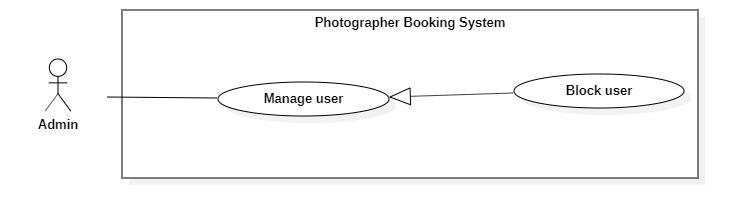 Photographer Booking System
Block user
Manage user
Admin